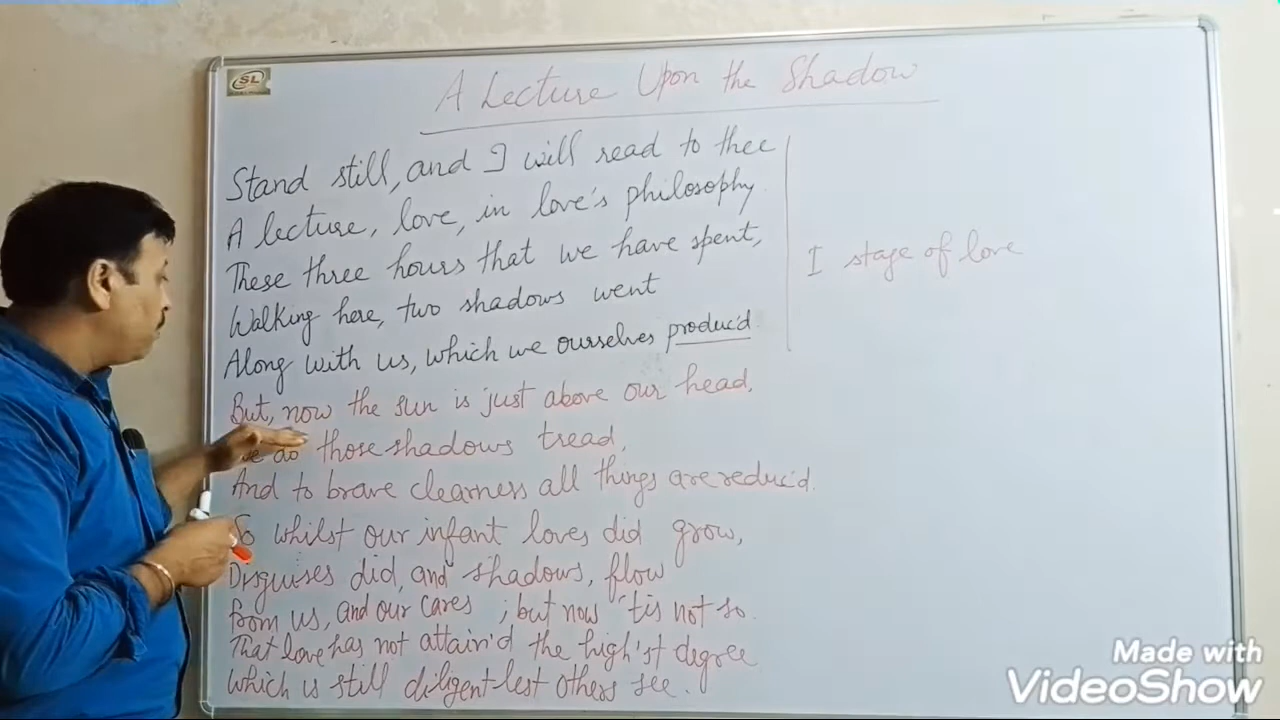 SL
A Lecture Upon the Shadow
Stand still, and I will read to thee
A lecture, love, in love's philosophy.
These three hours that we have spent,
Walking here, two shadows went
Along with us, which we ourselves produc'd.
I stage of love
But, now the sun is just above our head,
do those shadows tread,
And to brave clearness all things are reduc'd.
So whilst our infant loves did grow,
Disguises did, and shadows, flow
from us, and our cares ; but now 'tis not so.
That love has not attain'd the high'st degree
Which is still diligent lest others see.
Made with
VideoShow